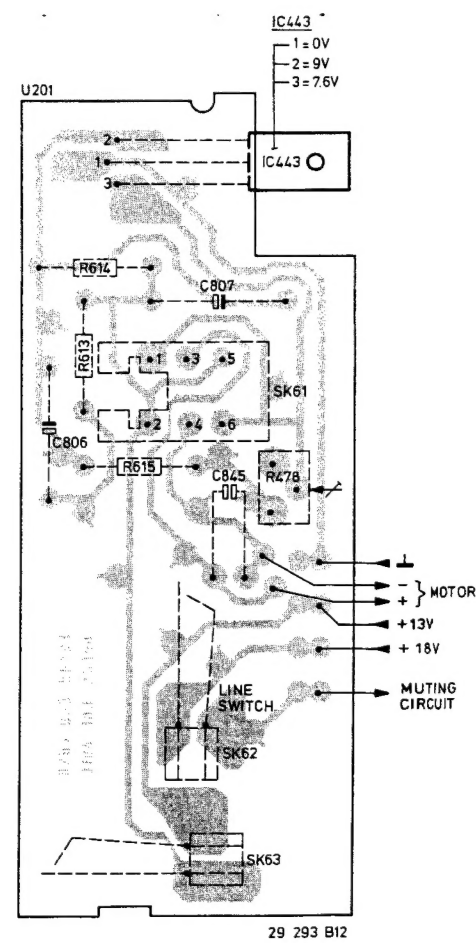 IC443
1 = 0V
2 = 9V
3 = 7.6V
U201
2
1
3
IC443
R614
C807
R613
1 3 5
SK61
2 4 6
C806
R615
C845
R478
−
+
MOTOR
+13V
+ 18V
LINE
SWITCH
MUTING
CIRCUIT
SK62
SK63
29 293 B12